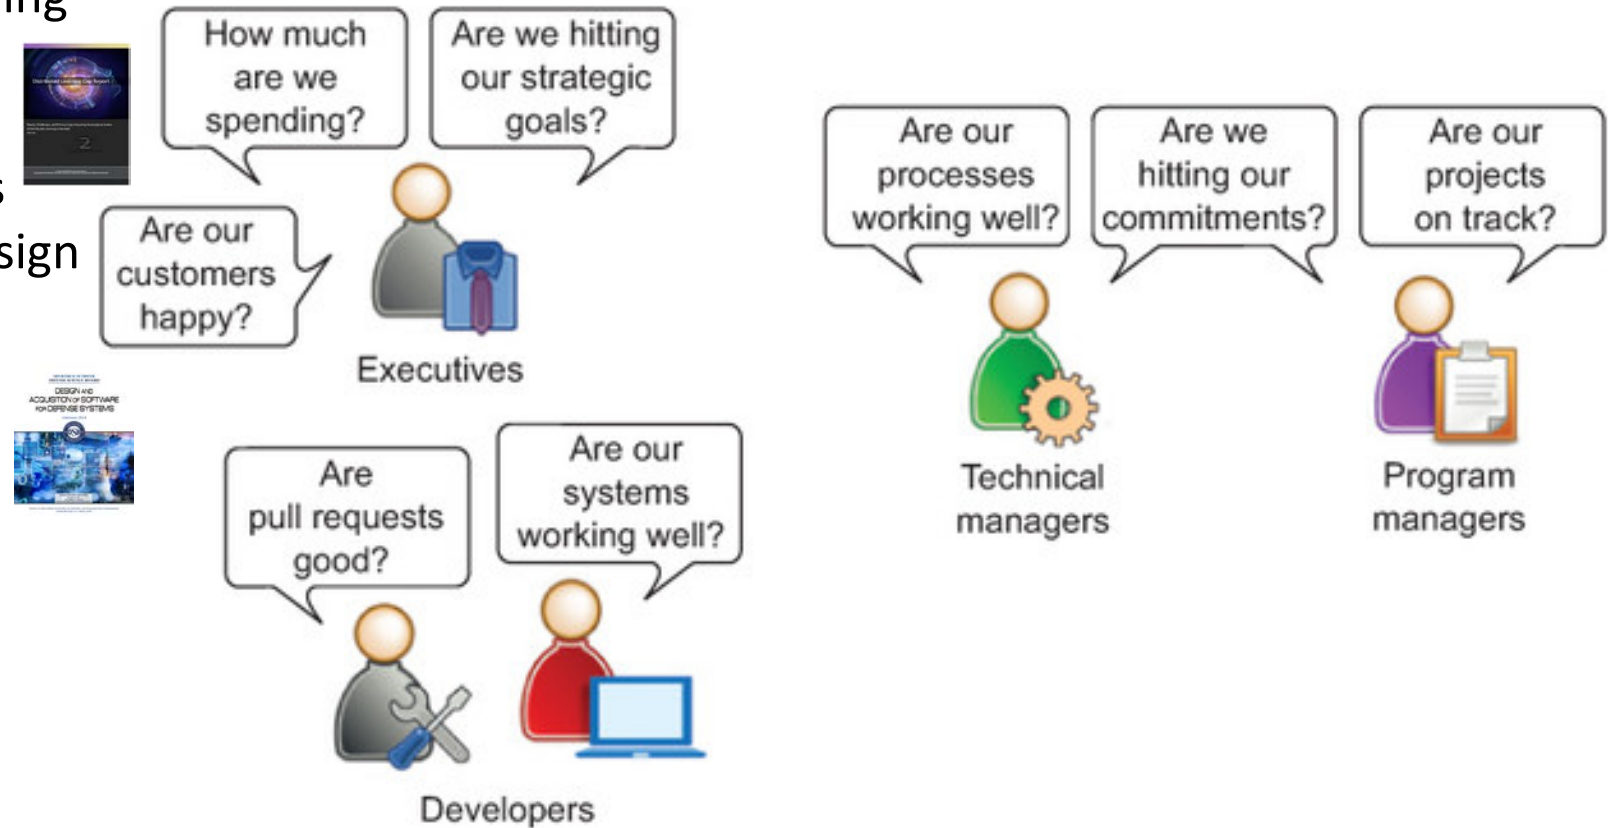 ing
s
sign
How much
are we
spending?
Are we hitting
our strategic
goals?
Are our
customers
happy?
Executives
Are our
processes
working well?
Are we
hitting our
commitments?
Are our
projects
on track?
Technical
managers
Program
managers
DESIGN AND
ACQUISITION OF SOFTWARE
FOR DEFENSE SYSTEMS
2
Are
pull requests
good?
Are our
systems
working well?
Developers